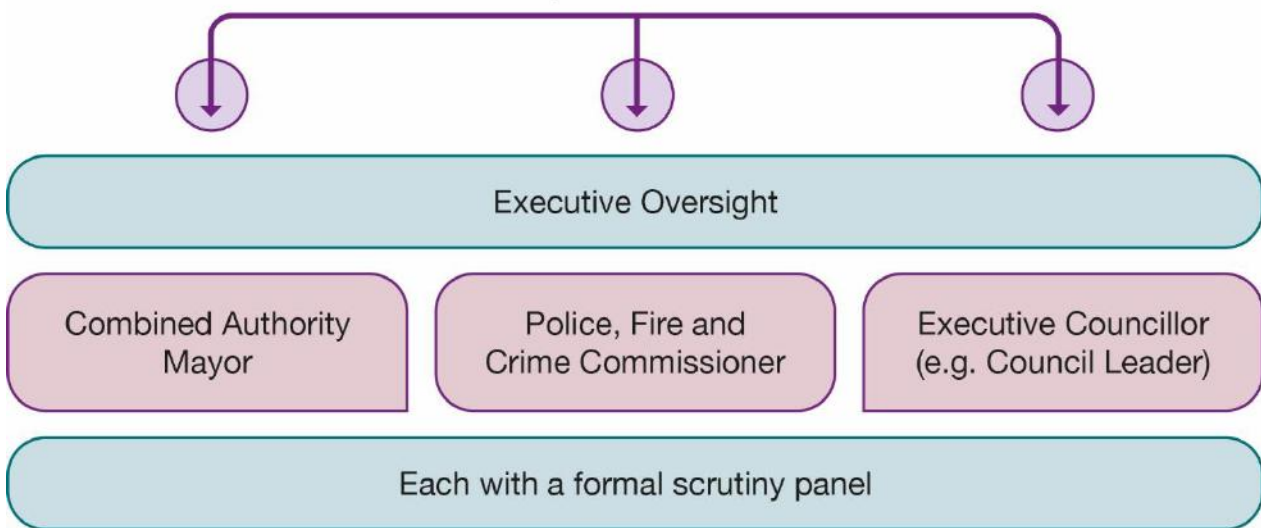 Executive Oversight
Combined Authority
Mayor
Police, Fire and
Crime Commissioner
Executive Councillor
(e.g. Council Leader)
Each with a formal scrutiny panel